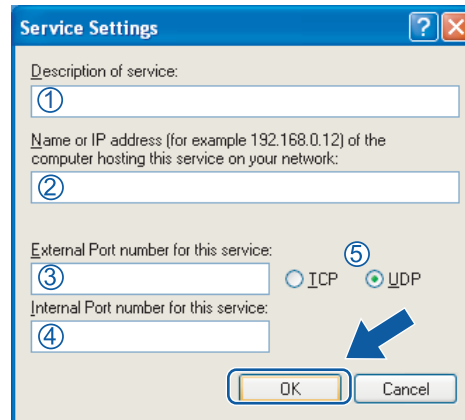 Service Settings
Description of service:
①
Name or IP address (for example 192.168.0.12) of the
computer hosting this service on your network:
②
External Port number for this service:
⑤
③
TCP
UDP
Internal Port number for this service:
④
OK
Cancel